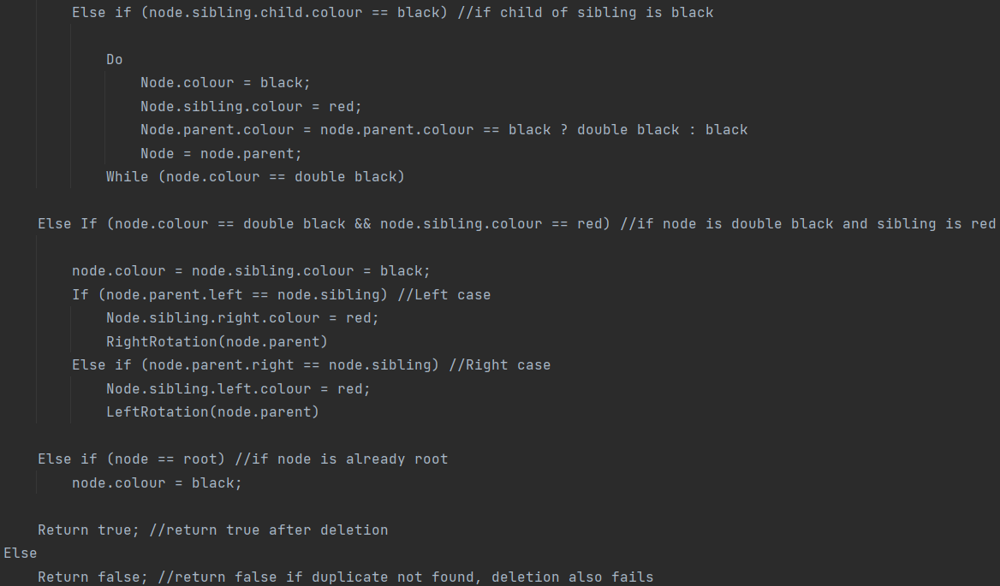 Else if (node.sibling.child.colour == black) //if child of sibling is black
Do
Node.colour = black;
Node.sibling.colour = red;
Node.parent.colour = node.parent.colour == black ? double black : black
Node = node.parent;
While (node.colour == double black)
Else If (node.colour == double black && node.sibling.colour == red) //if node is double black and sibling is red
node.colour = node.sibling.colour = black;
If (node.parent.left == node.sibling) //Left case
Node.sibling.right.colour = red;
RightRotation(node.parent)
Else if (node.parent.right == node.sibling) //Right case
Node.sibling.left.colour = red;
LeftRotation(node.parent)
Else if (node == root) //if node is already root
node.colour = black;
Return true; //return true after deletion
Else
Return false; //return false if duplicate not found, deletion also fails